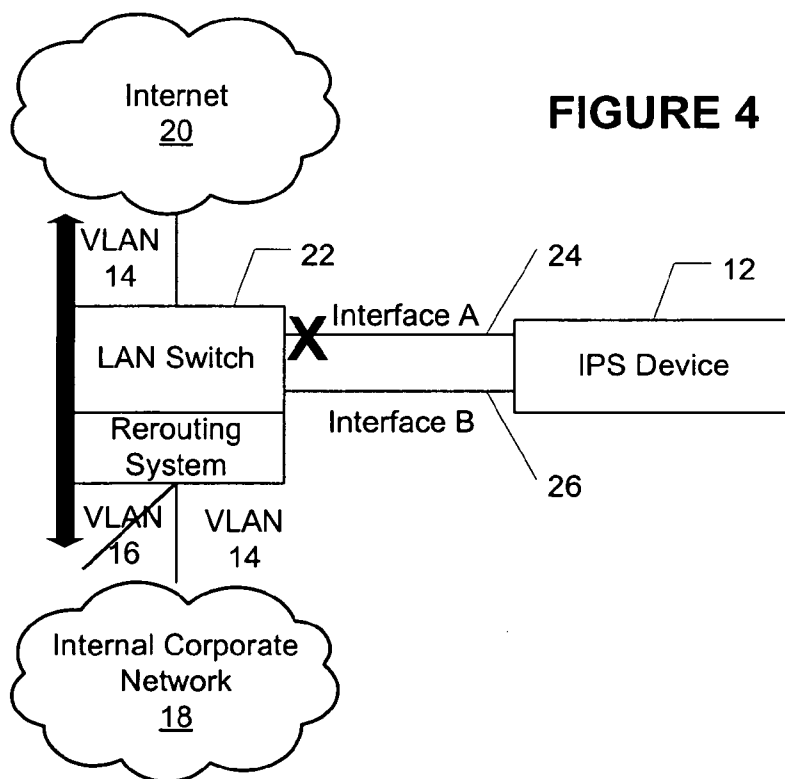 Internet
20
FIGURE 4
VLAN
14
22
24
12
Interface A
X
LAN Switch
IPS Device
Interface B
Rerouting
System
26
VLAN
16
VLAN
14
Internal Corporate
Network
18